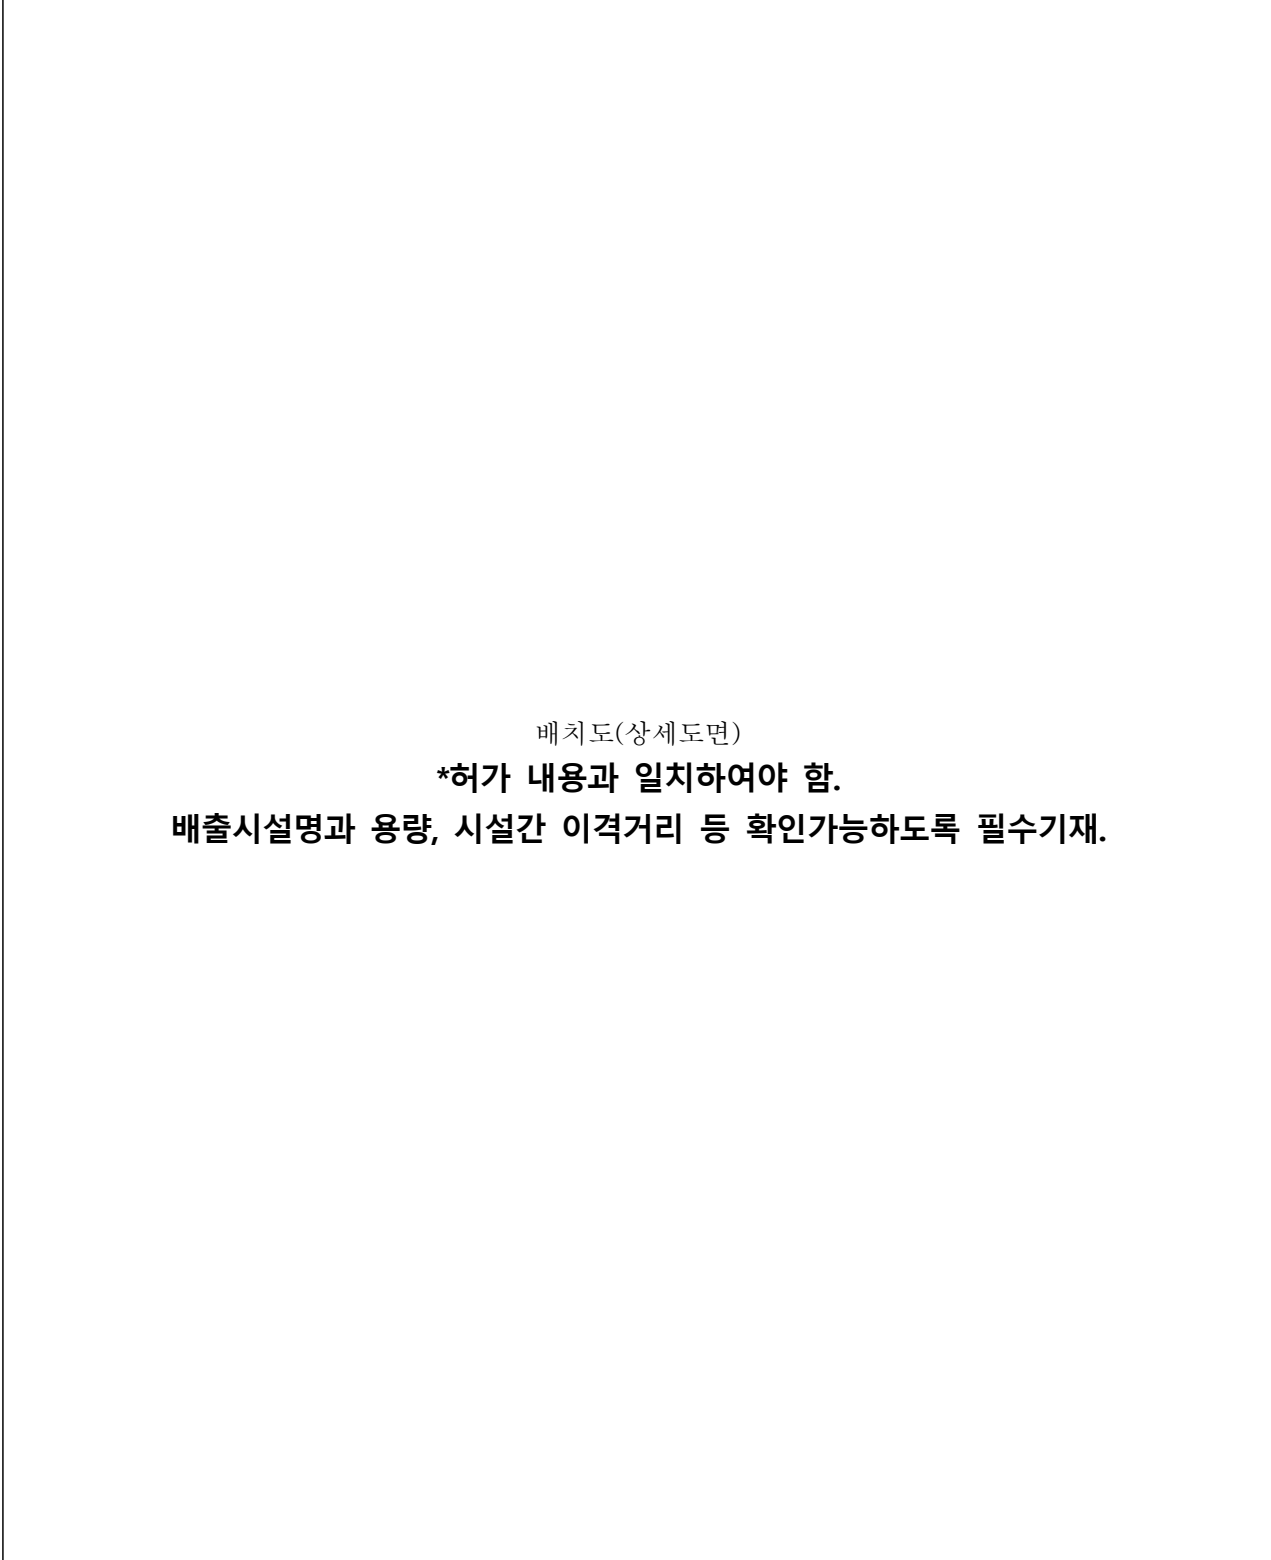 배치도(상세도면)
*허가 내용과 일치하여야 함.
배출시설명과 용량, 시설간 이격거리 등 확인가능하도록 필수기재.